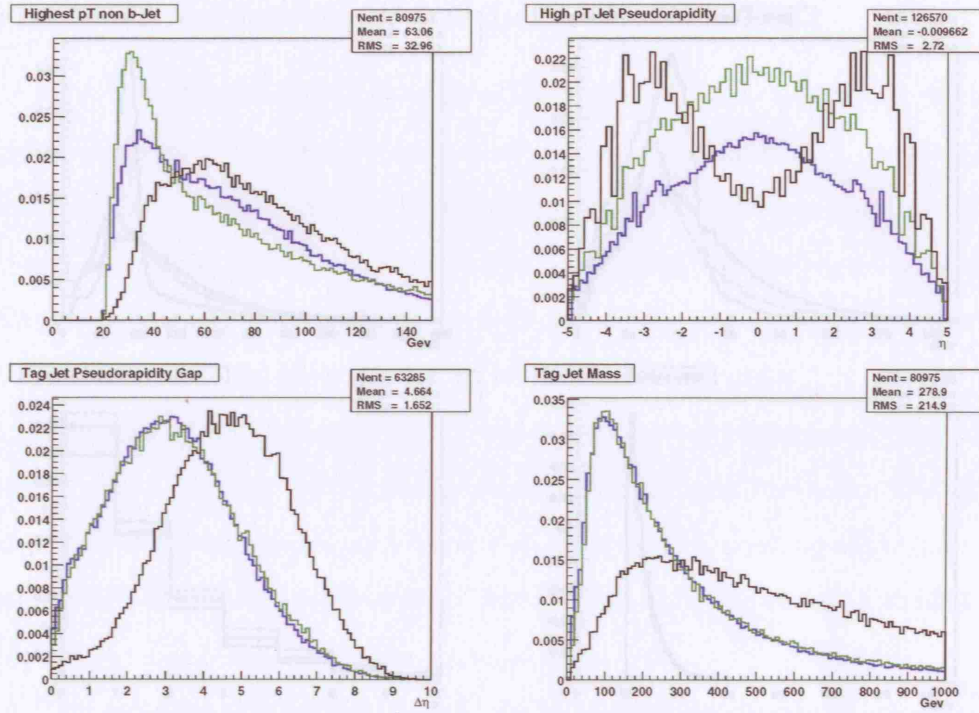 Highest pT non b-Jet
Nent = 80975
Mean = 63.06
RMS = 32.96
0.03
0.025
0.02
0.015
0.01
0.005
0
0 20 40 60 80 100 120 140
Gev
High pT Jet Pseudorapidity
Nent = 126570
Mean = -0.009662
RMS = 2.72
0.022
0.02
0.018
0.016
0.014
0.012
0.01
0.008
0.006
0.004
0.002
0
-5 -4 -3 -2 -1 0 1 2 3 4 5
η
Tag Jet Pseudorapidity Gap
Nent = 63285
Mean = 4.664
RMS = 1.652
0.024
0.022
0.02
0.018
0.016
0.014
0.012
0.01
0.008
0.006
0.004
0.002
0
0 1 2 3 4 5 6 7 8 9 10
Δη
Tag Jet Mass
Nent = 80975
Mean = 278.9
RMS = 214.9
0.035
0.03
0.025
0.02
0.015
0.01
0.005
0
0 100 200 300 400 500 600 700 800 900 1000
Gev